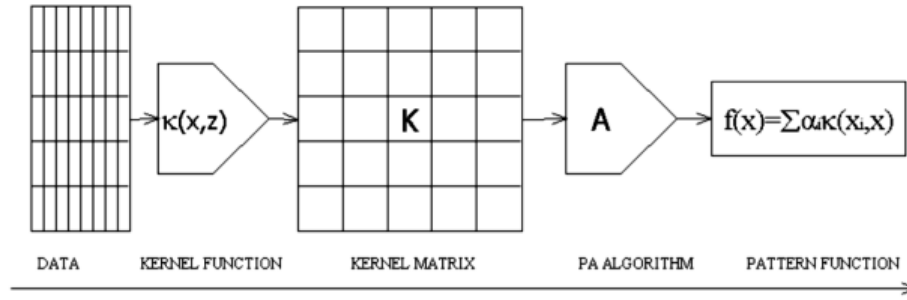 κ(x,z)
K
A
f(x)=∑αᵢκ(xᵢ,x)
DATA
KERNEL FUNCTION
KERNEL MATRIX
PA ALGORITHM
PATTERN FUNCTION